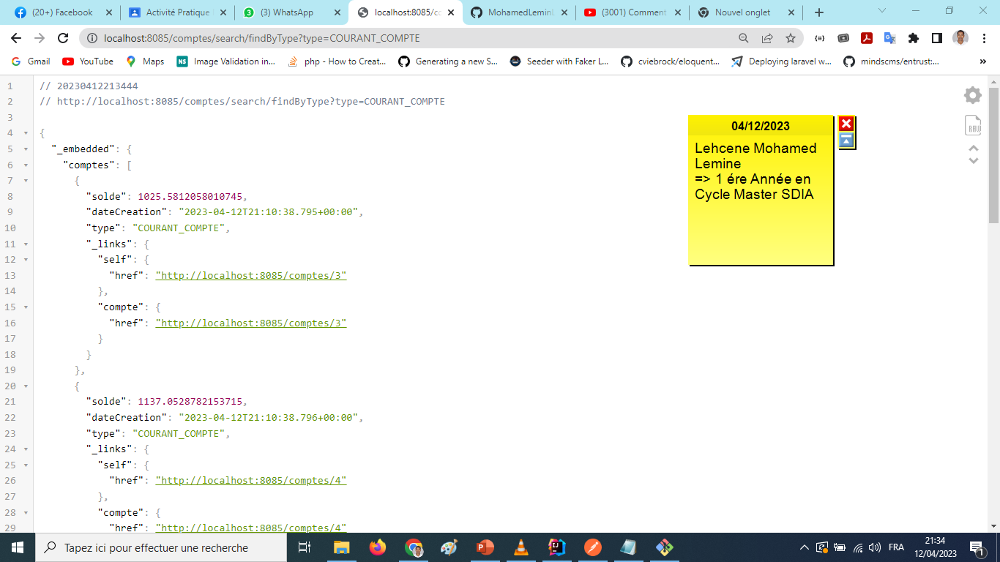 (20+) Facebook
Activité Pratique
(3) WhatsApp
localhost:8085/co
MohamedLemin
(3001) Comment
Nouvel onglet
localhost:8085/comptes/search/findByType?type=COURANT_COMPTE
Gmail
YouTube
Maps
NS
Image Validation in...
php - How to Creat...
Generating a new S...
Seeder with Faker L...
cviebrock/eloquent...
Deploying laravel w...
mindscms/entrust:...
»
1 // 20230412213444
2 // http://localhost:8085/comptes/search/findByType?type=COURANT_COMPTE
3
4 {
5 "_embedded": {
6 "comptes": [
7 {
8 "solde": 1025.5812058010745,
9 "dateCreation": "2023-04-12T21:10:38.795+00:00",
10 "type": "COURANT_COMPTE",
11 "_links": {
12 "self": {
13 "href": "http://localhost:8085/comptes/3"
14 },
15 "compte": {
16 "href": "http://localhost:8085/comptes/3"
17 }
18 }
19 },
20 {
21 "solde": 1137.0528782153715,
22 "dateCreation": "2023-04-12T21:10:38.796+00:00",
23 "type": "COURANT_COMPTE",
24 "_links": {
25 "self": {
26 "href": "http://localhost:8085/comptes/4"
27 },
28 "compte": {
29 "href": "http://localhost:8085/comptes/4"
04/12/2023
Lehcene Mohamed
Lemine
=> 1 ére Année en
Cycle Master SDIA
RAW
Tapez ici pour effectuer une recherche
FRA
21:34
12/04/2023
1